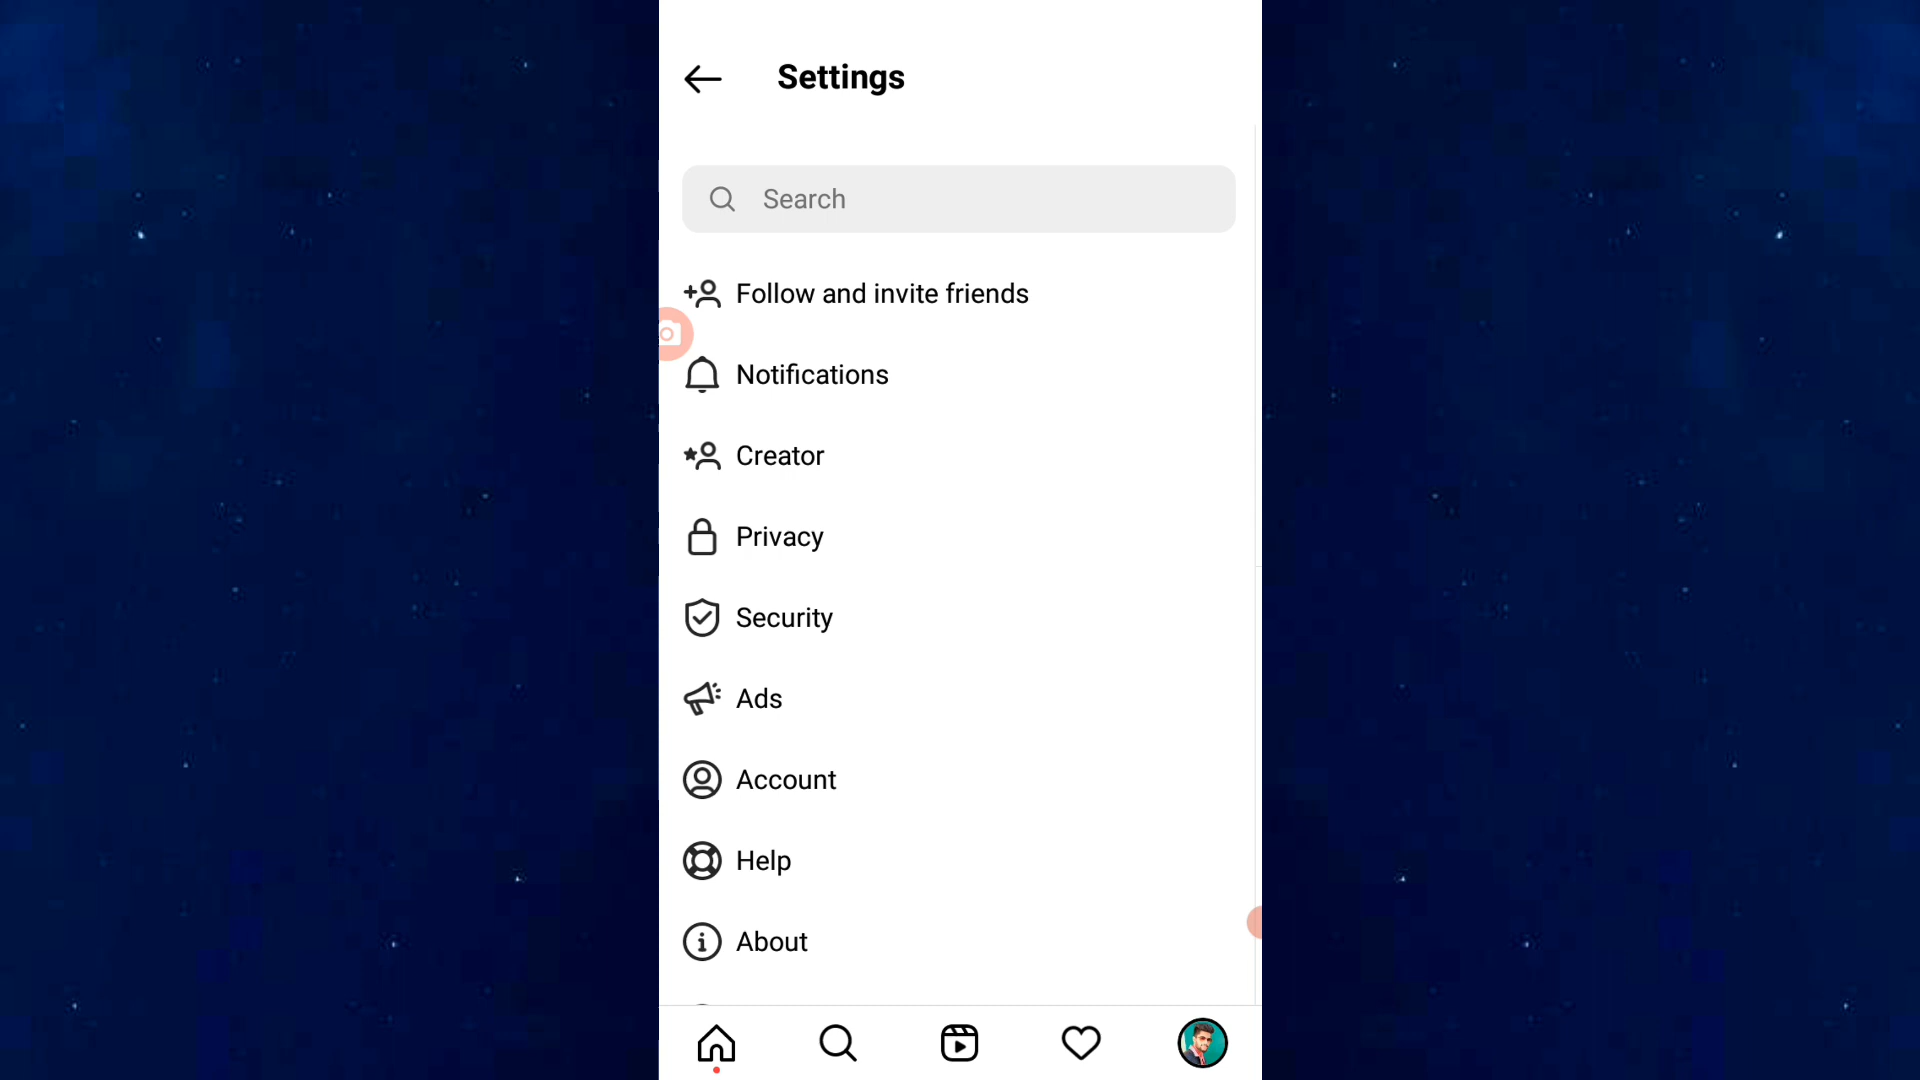 Settings
Search
Follow and invite friends
Notifications
Creator
Privacy
Security
Ads
Account
Help
About